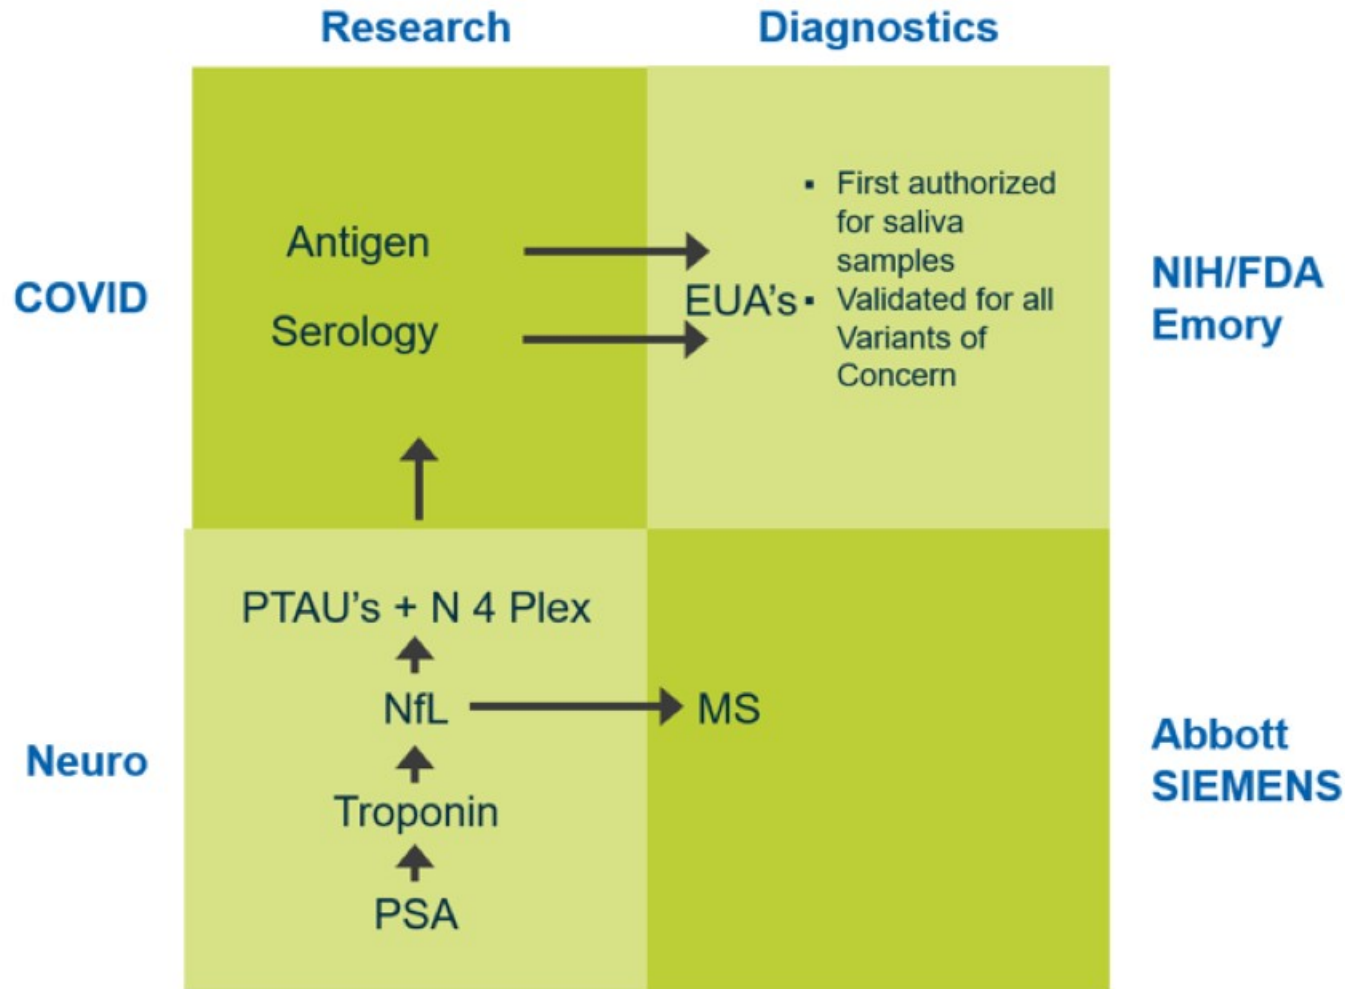 Research
Diagnostics
COVID
Antigen
Serology
EUA's
▪ First authorized
for saliva
samples
▪ Validated for all
Variants of
Concern
NIH/FDA
Emory
Neuro
PTAU's + N 4 Plex
NfL
MS
Troponin
PSA
Abbott
SIEMENS